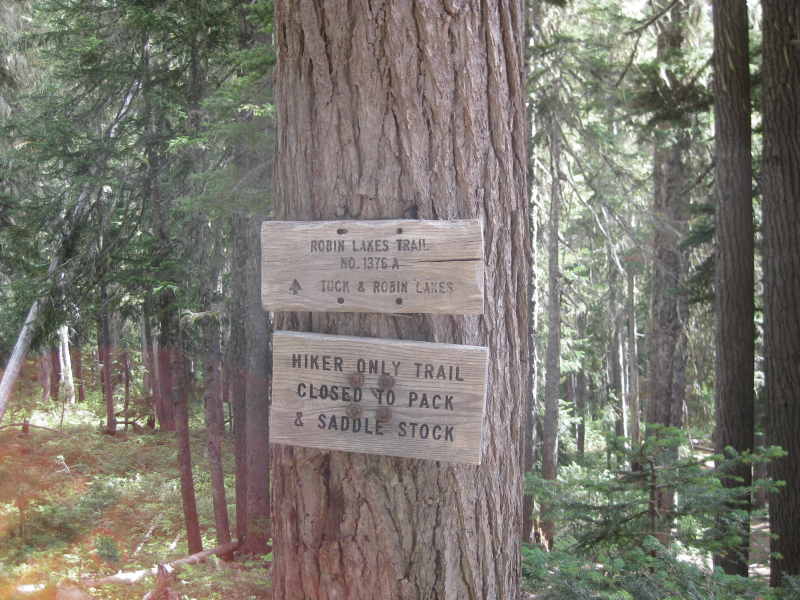 ROBIN LAKES TRAIL
NO. 1376 A
TUCK & ROBIN LAKES
HIKER ONLY TRAIL
CLOSED TO PACK
& SADDLE STOCK